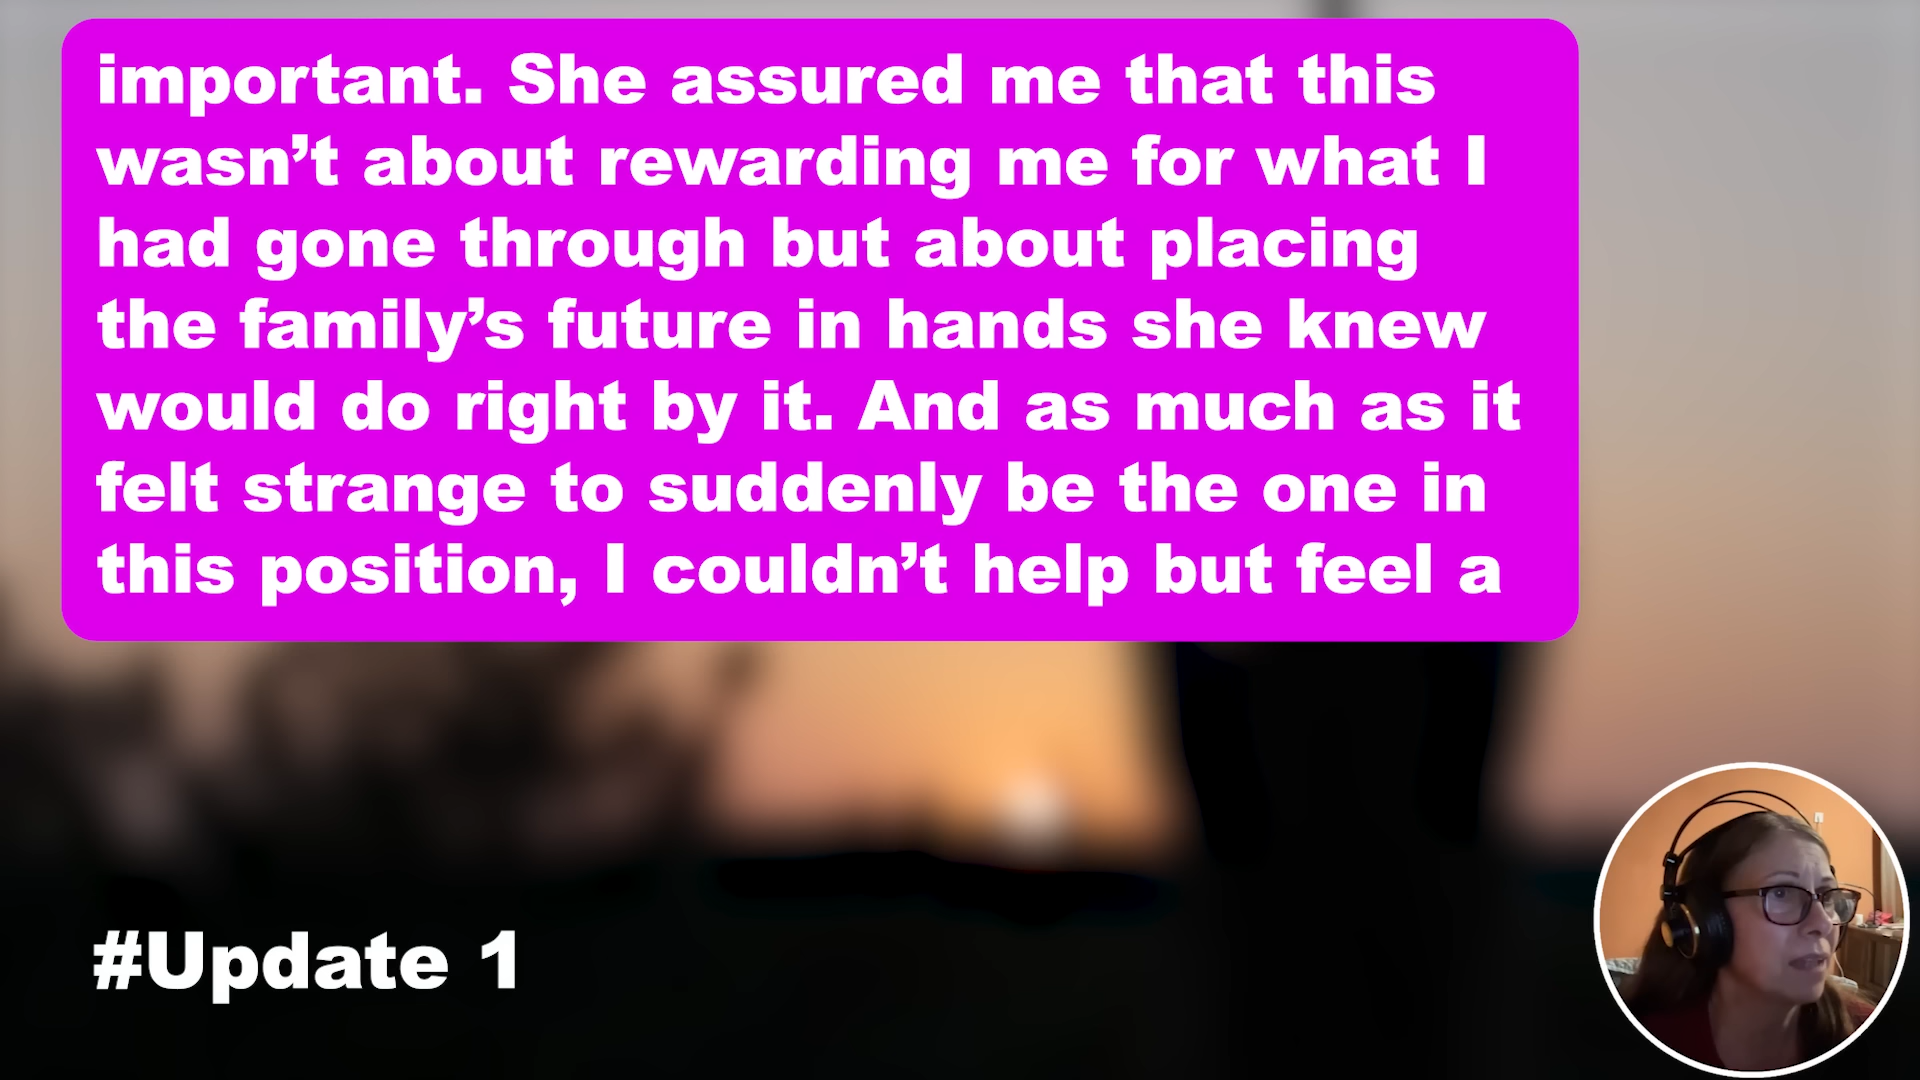 important. She assured me that this
wasn’t about rewarding me for what I
had gone through but about placing
the family’s future in hands she knew
would do right by it. And as much as it
felt strange to suddenly be the one in
this position, I couldn’t help but feel a
#Update 1